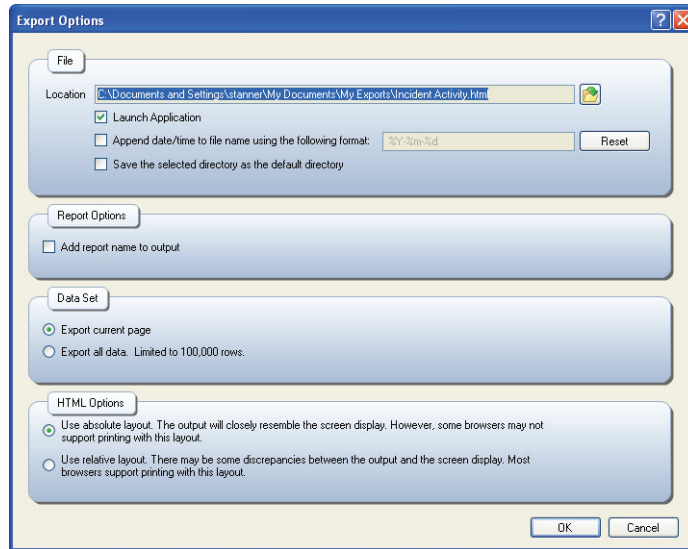 Export Options
File
Location C:\Documents and Settings\stanner\My Documents\My Exports\Incident Activity.html
Launch Application
Append date/time to file name using the following format: %Y-%m-%d Reset
Save the selected directory as the default directory
Report Options
Add report name to output
Data Set
Export current page
Export all data. Limited to 100,000 rows.
HTML Options
Use absolute layout. The output will closely resemble the screen display. However, some browsers may not
support printing with this layout.
Use relative layout. There may be some discrepancies between the output and the screen display. Most
browsers support printing with this layout.
OK Cancel